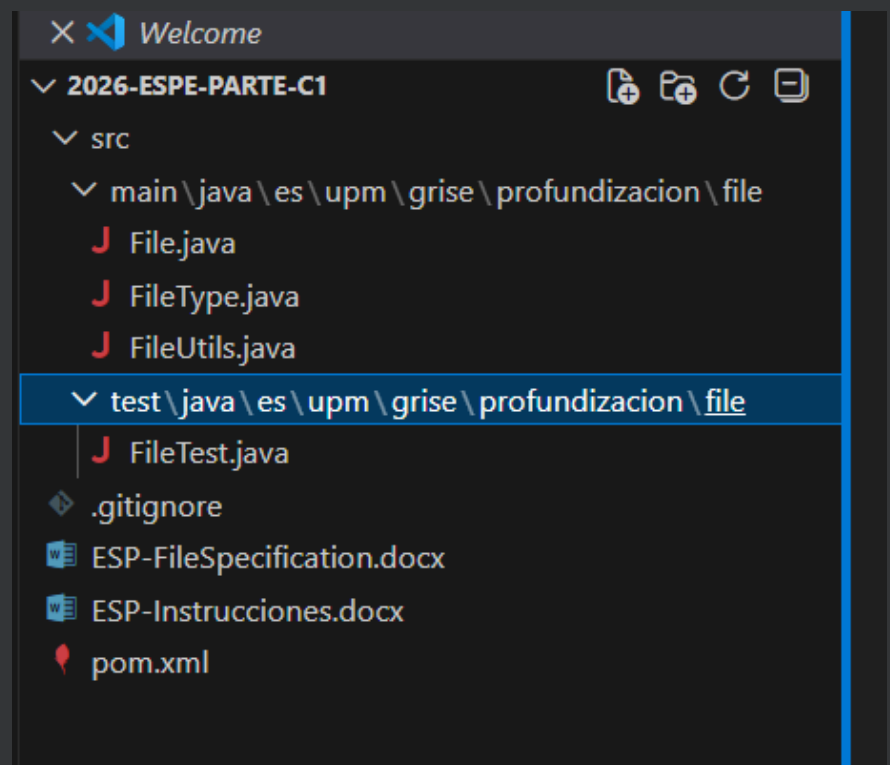 Welcome
2026-ESPE-PARTE-C1
src
main\java\es\upm\grise\profundizacion\file
File.java
FileType.java
FileUtils.java
test\java\es\upm\grise\profundizacion\file
FileTest.java
.gitignore
ESP-FileSpecification.docx
ESP-Instrucciones.docx
pom.xml